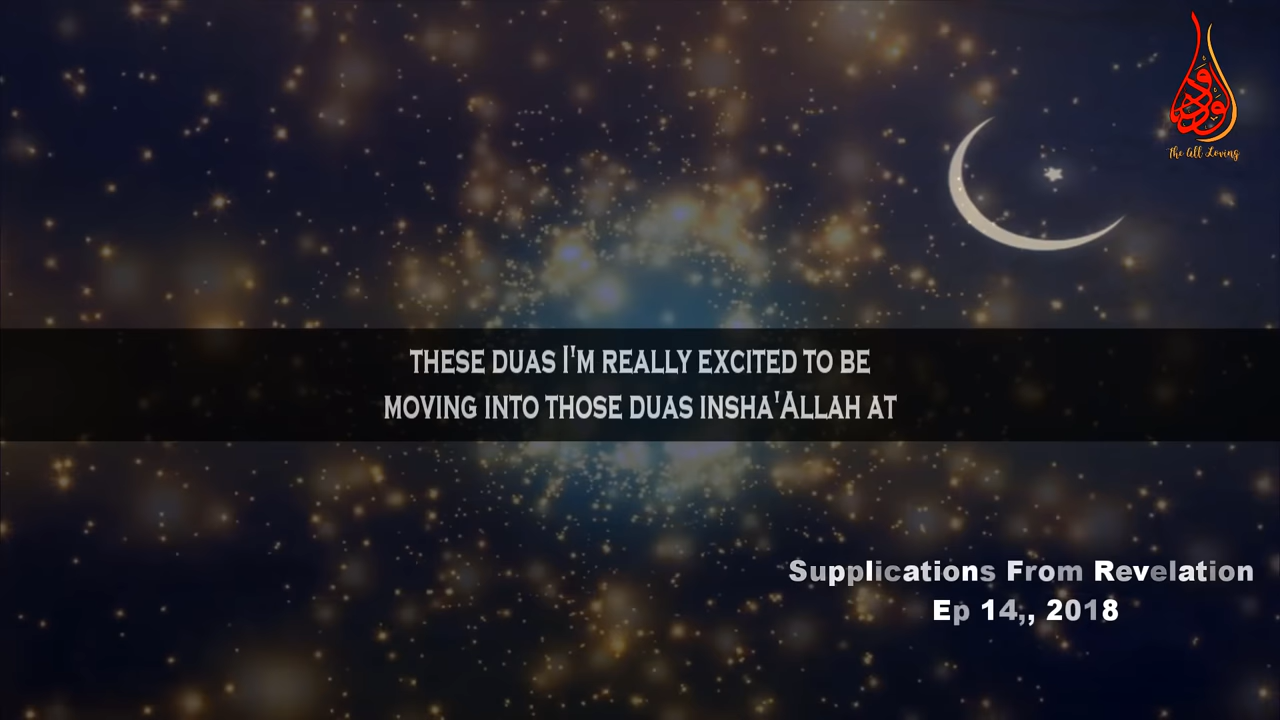 الودود
The All Loving
THESE DUAS I'M REALLY EXCITED TO BE
MOVING INTO THOSE DUAS INSHA'ALLAH AT
Supplications From Revelation
Ep 14,, 2018